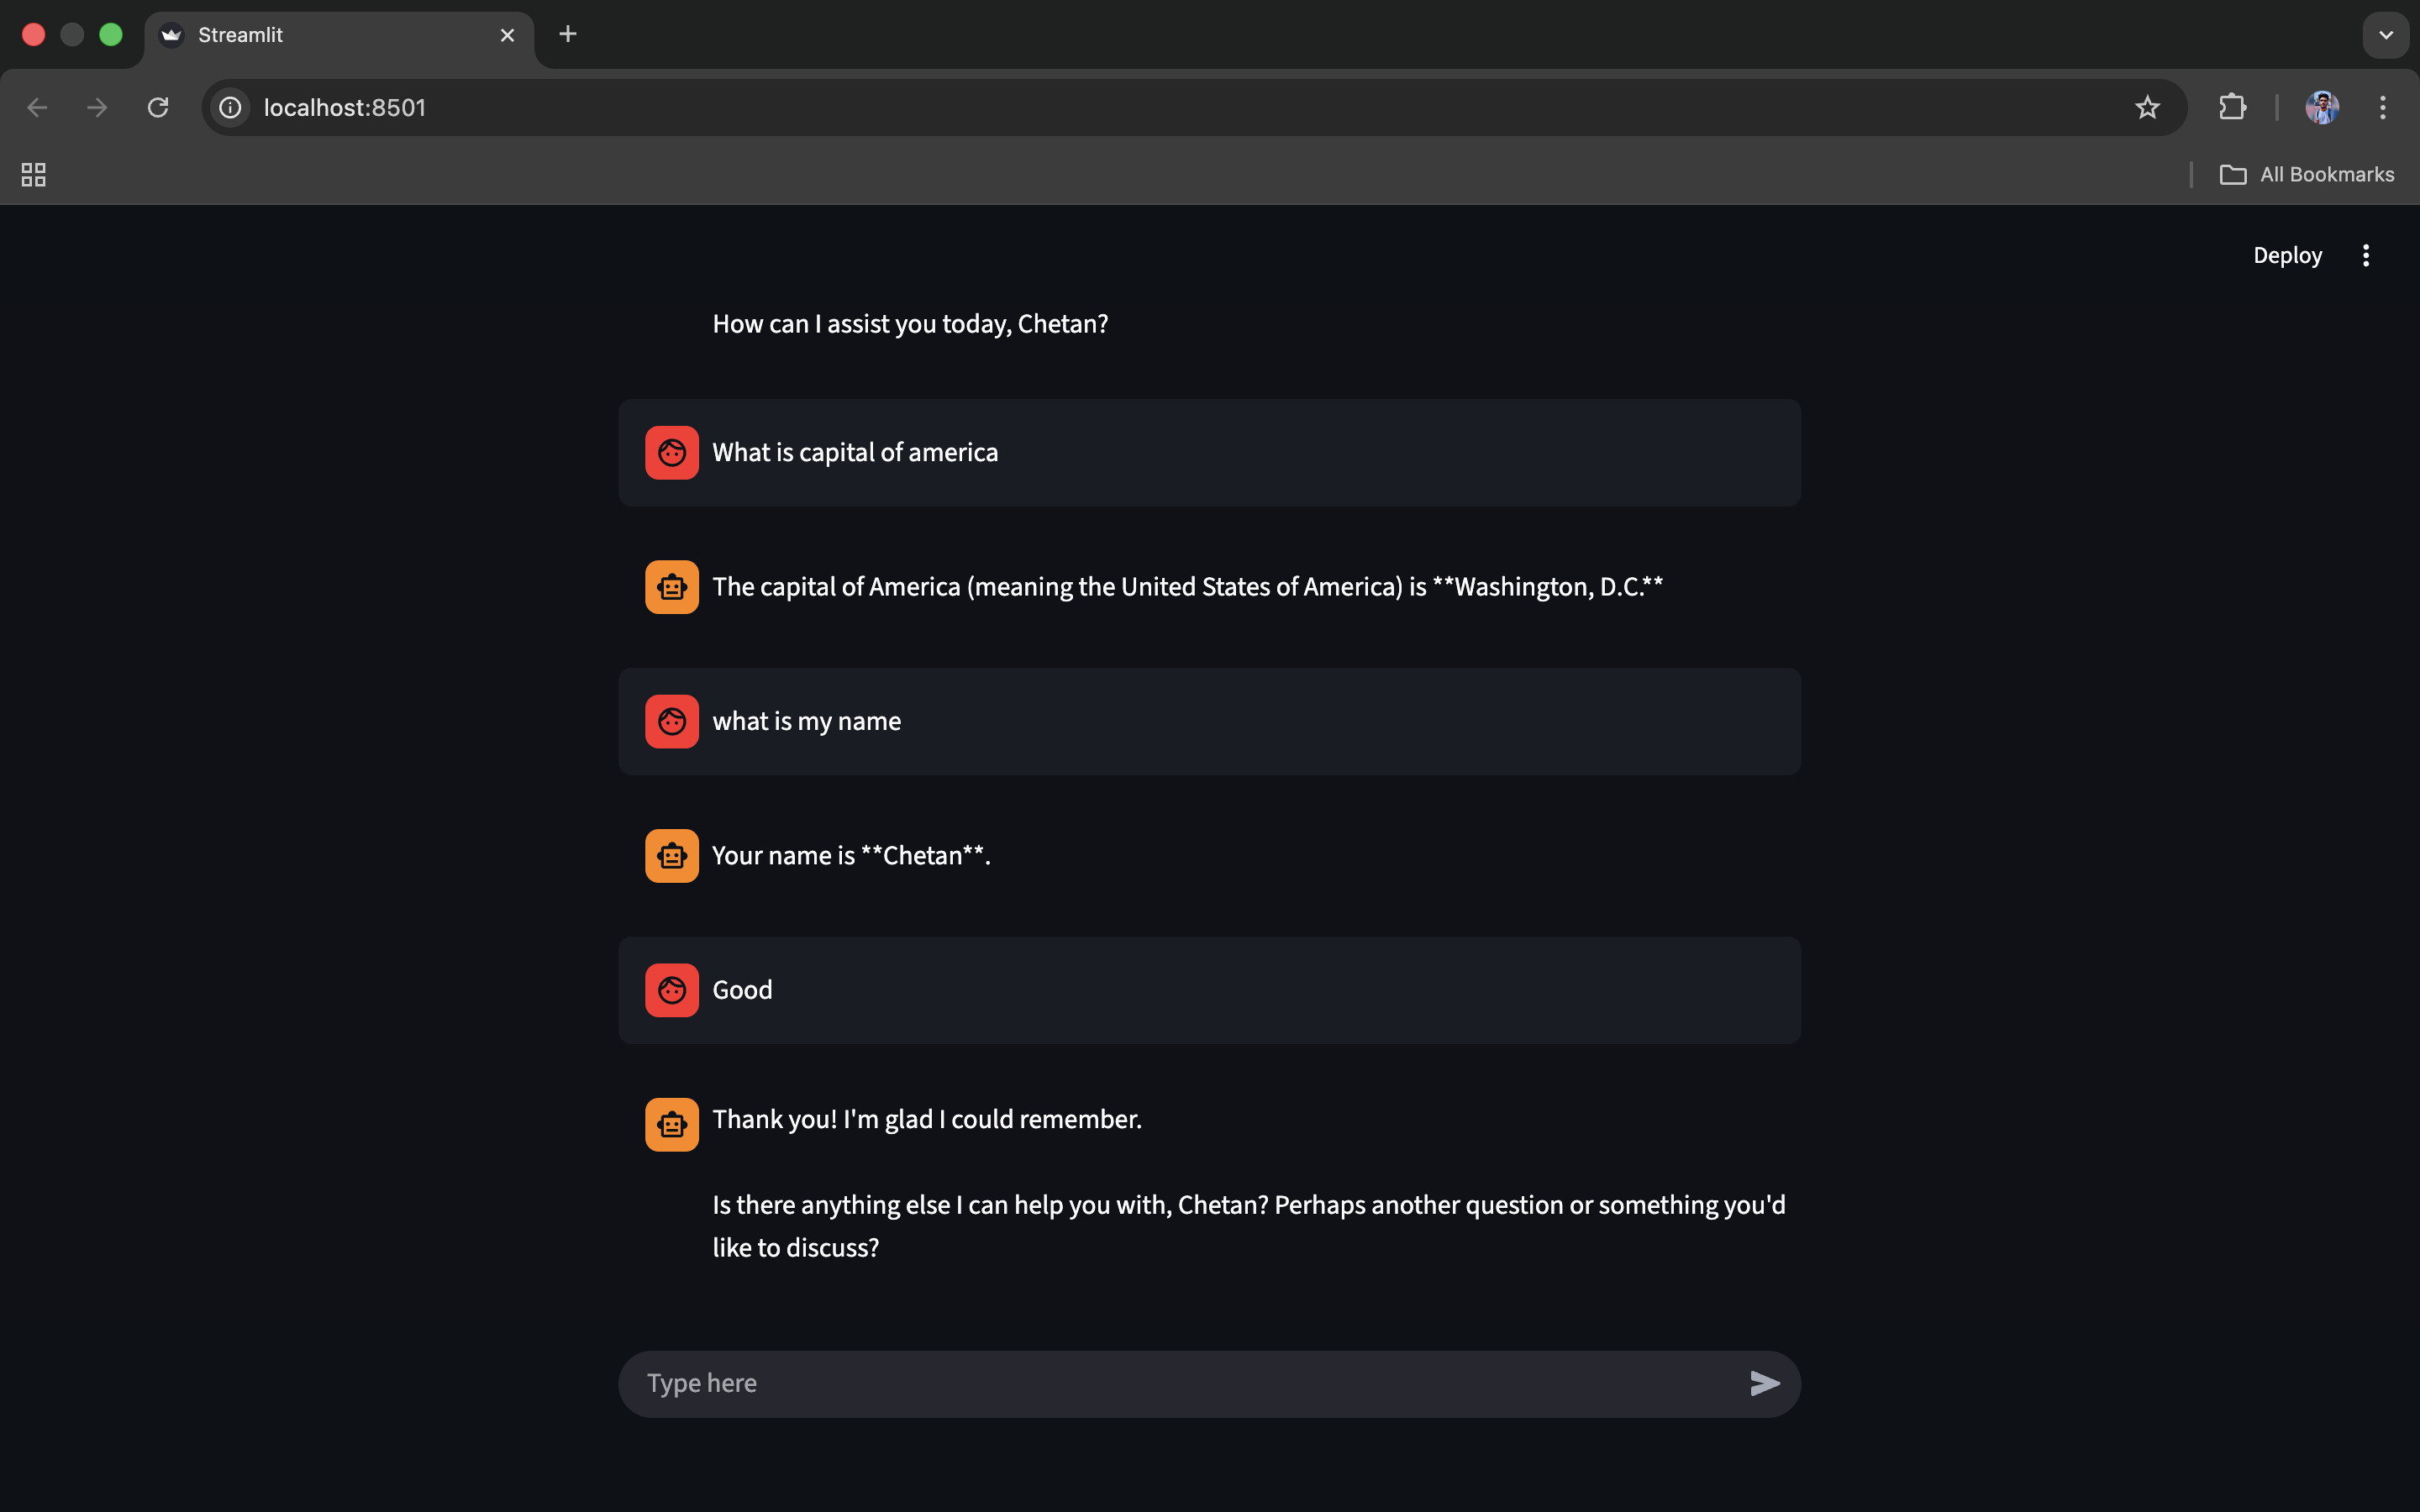 Streamlit
localhost:8501
All Bookmarks
Deploy
How can I assist you today, Chetan?
What is capital of america
The capital of America (meaning the United States of America) is **Washington, D.C.**
what is my name
Your name is **Chetan**.
Good
Thank you! I'm glad I could remember.
Is there anything else I can help you with, Chetan? Perhaps another question or something you'd
like to discuss?
Type here